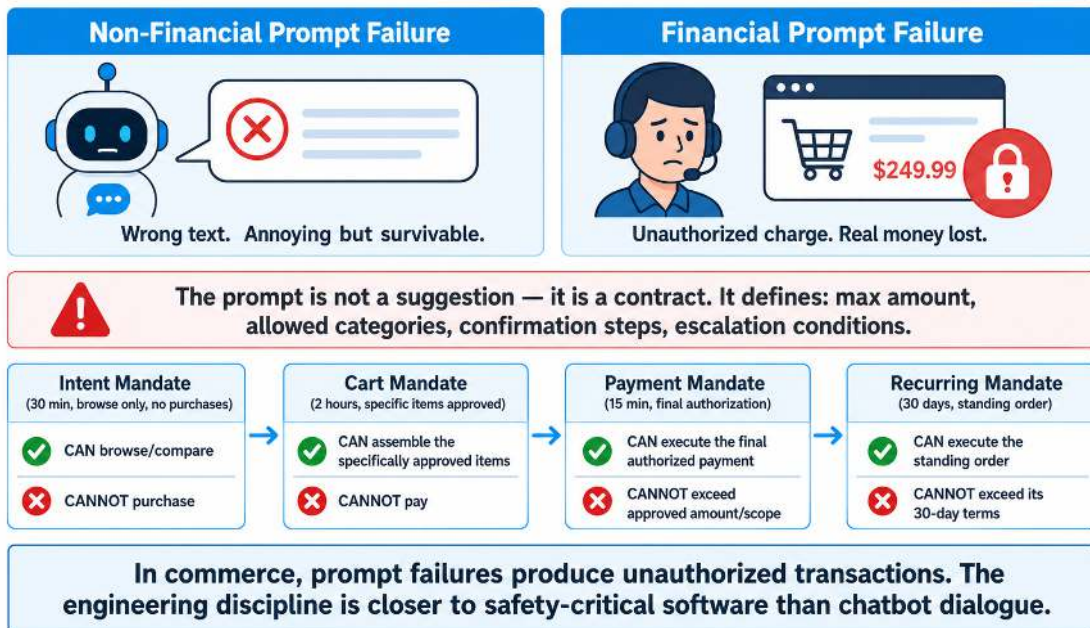 Non-Financial Prompt Failure
Wrong text. Annoying but survivable.
Financial Prompt Failure
$249.99
Unauthorized charge. Real money lost.
The prompt is not a suggestion — it is a contract. It defines: max amount,
allowed categories, confirmation steps, escalation conditions.
Intent Mandate
(30 min, browse only, no purchases)
CAN browse/compare
CANNOT purchase
Cart Mandate
(2 hours, specific items approved)
CAN assemble the
specifically approved items
CANNOT pay
Payment Mandate
(15 min, final authorization)
CAN execute the final
authorized payment
CANNOT exceed
approved amount/scope
Recurring Mandate
(30 days, standing order)
CAN execute the
standing order
CANNOT exceed its
30-day terms
In commerce, prompt failures produce unauthorized transactions. The
engineering discipline is closer to safety-critical software than chatbot dialogue.